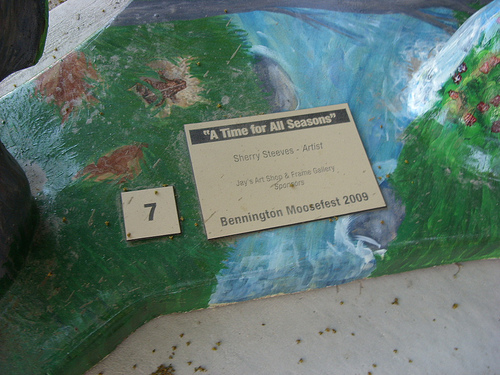 "A Time for All Seasons"
Sherry Steeves - Artist
Jay's Art Shop & Frame Gallery
Sponsors
Bennington Moosefest 2009
7